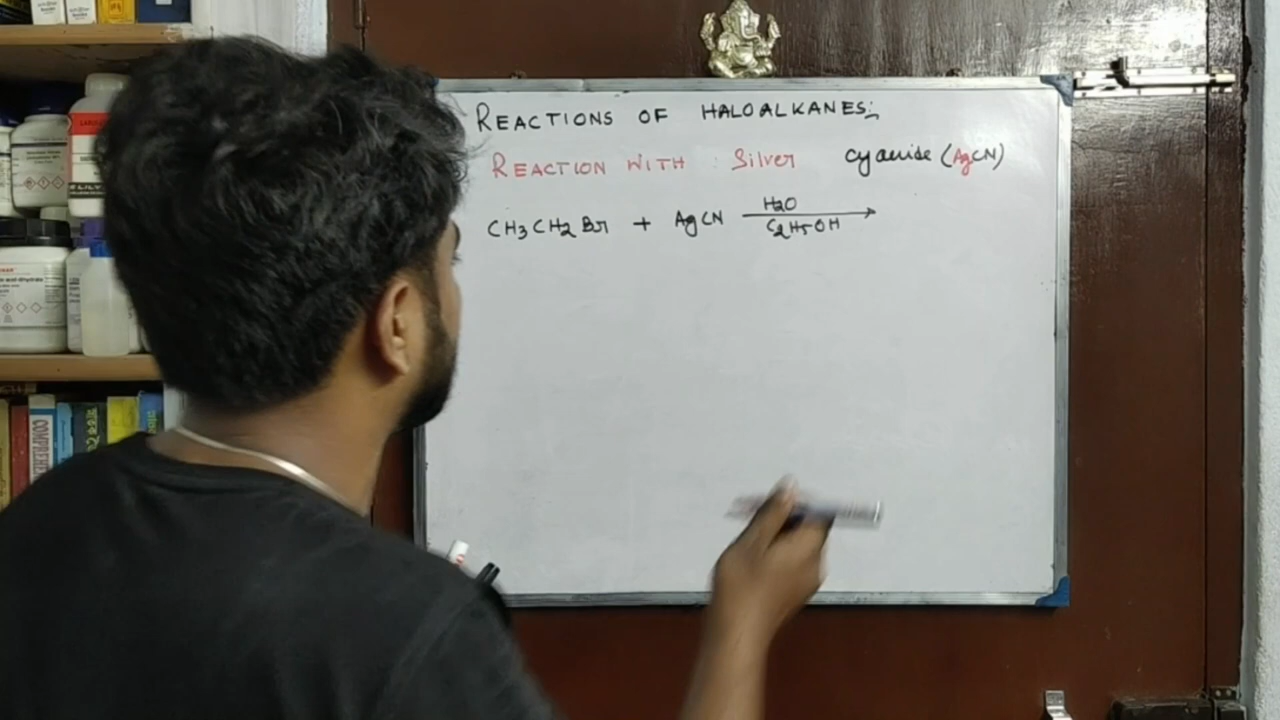 REACTIONS OF HALOALKANES:
REACTION WITH : Silver cyanide (AgCN)
CH3CH2Br + AgCN
H2O
C2H5OH